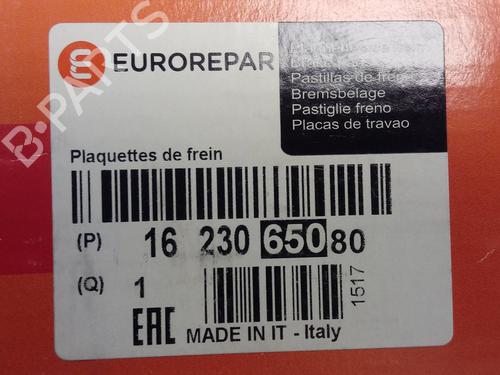 EUROREPAR
Pastillas de freno
Bremsbelage
Pastiglie freno
Placas de travao
Plaquettes de frein
(P) 16 230 650 80
(Q) 1
1517
EAC MADE IN IT - Italy
B-PARTS